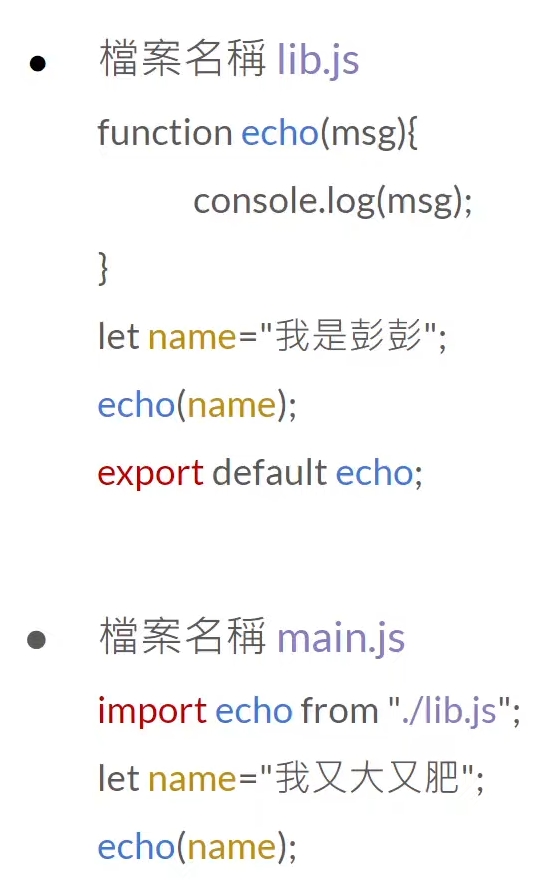 ● 檔案名稱 lib.js
function echo(msg){
console.log(msg);
}
let name="我是彭彭";
echo(name);
export default echo;
● 檔案名稱 main.js
import echo from "./lib.js";
let name="我又大又肥";
echo(name);